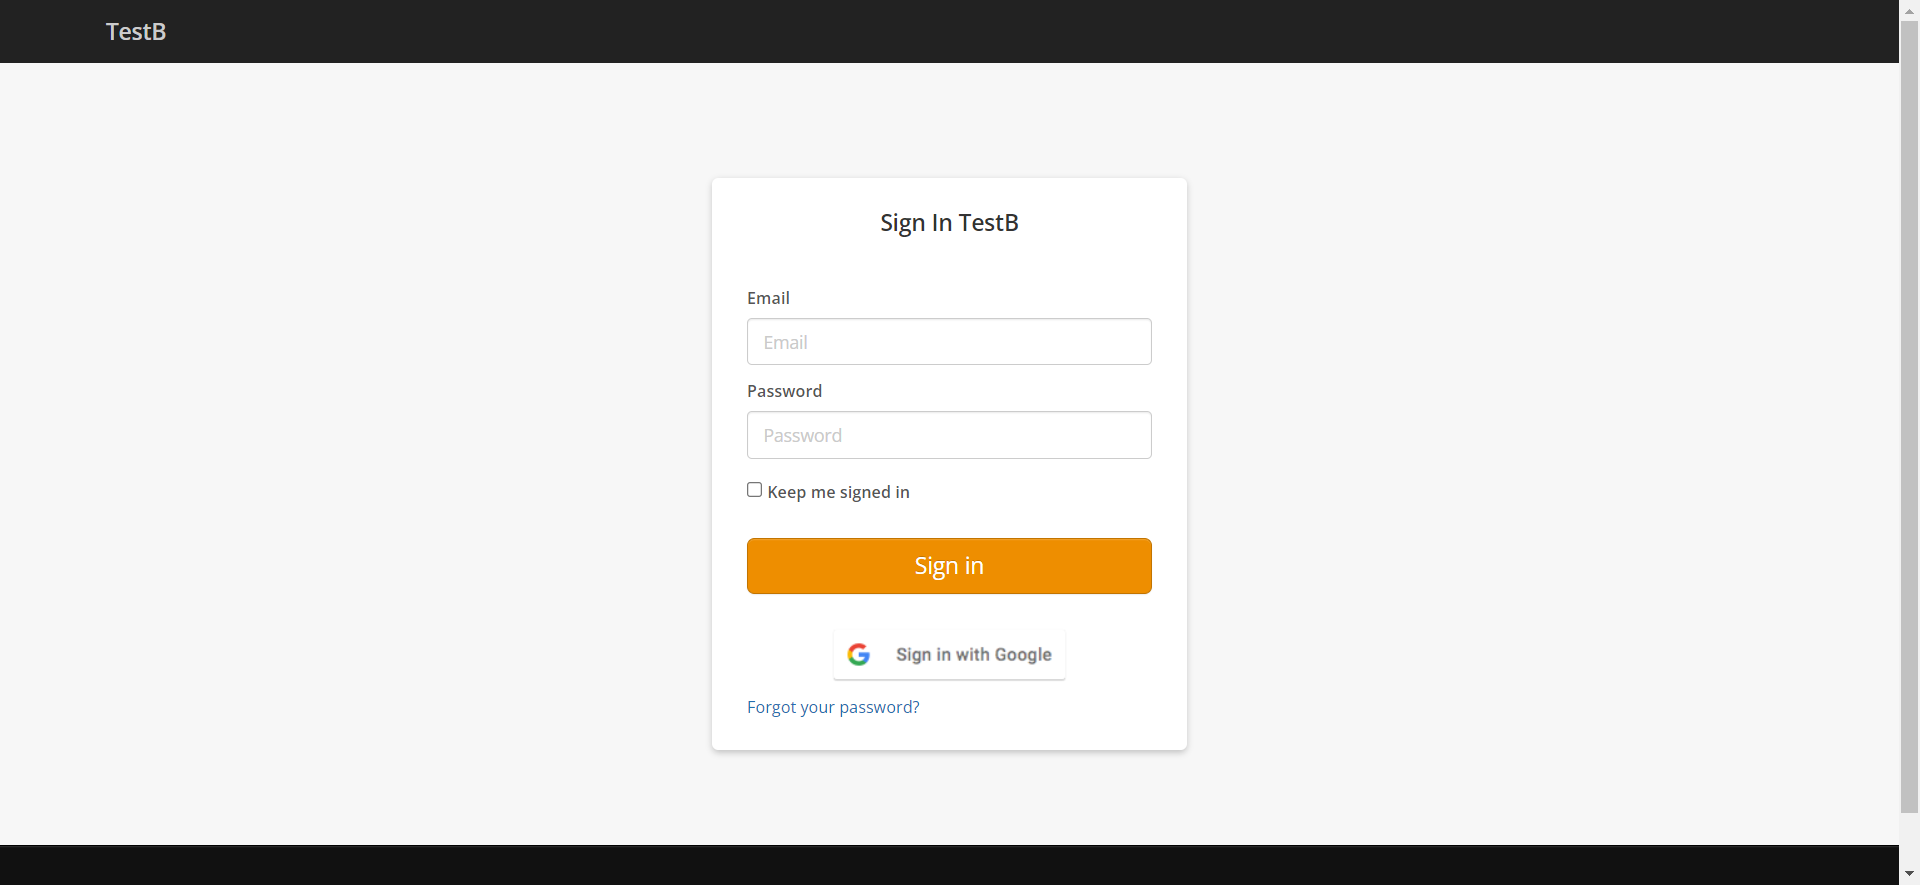 TestB
Sign In TestB
Email
Email
Password
Password
Keep me signed in
Sign in
Sign in with Google
Forgot your password?